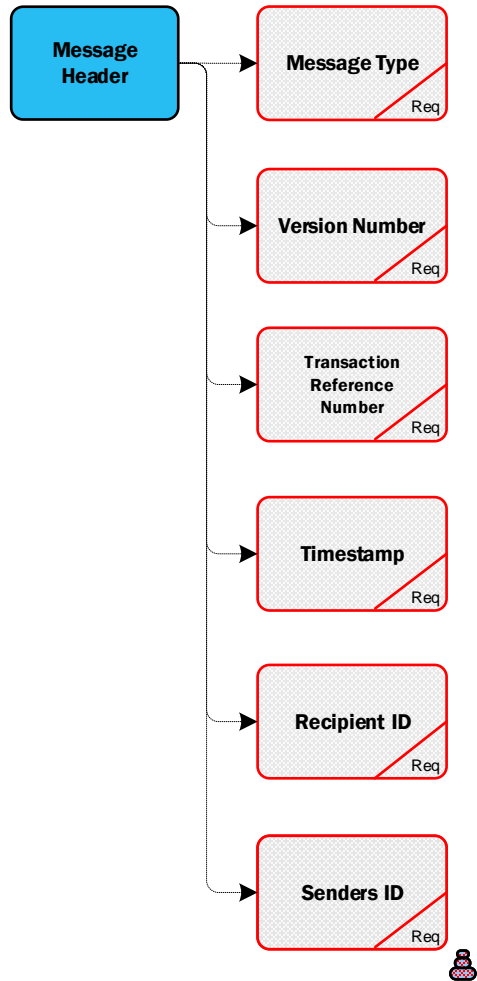 Message
Header
Message Type
Req
Version Number
Req
Transaction
Reference
Number
Req
Timestamp
Req
Recipient ID
Req
Senders ID
Req